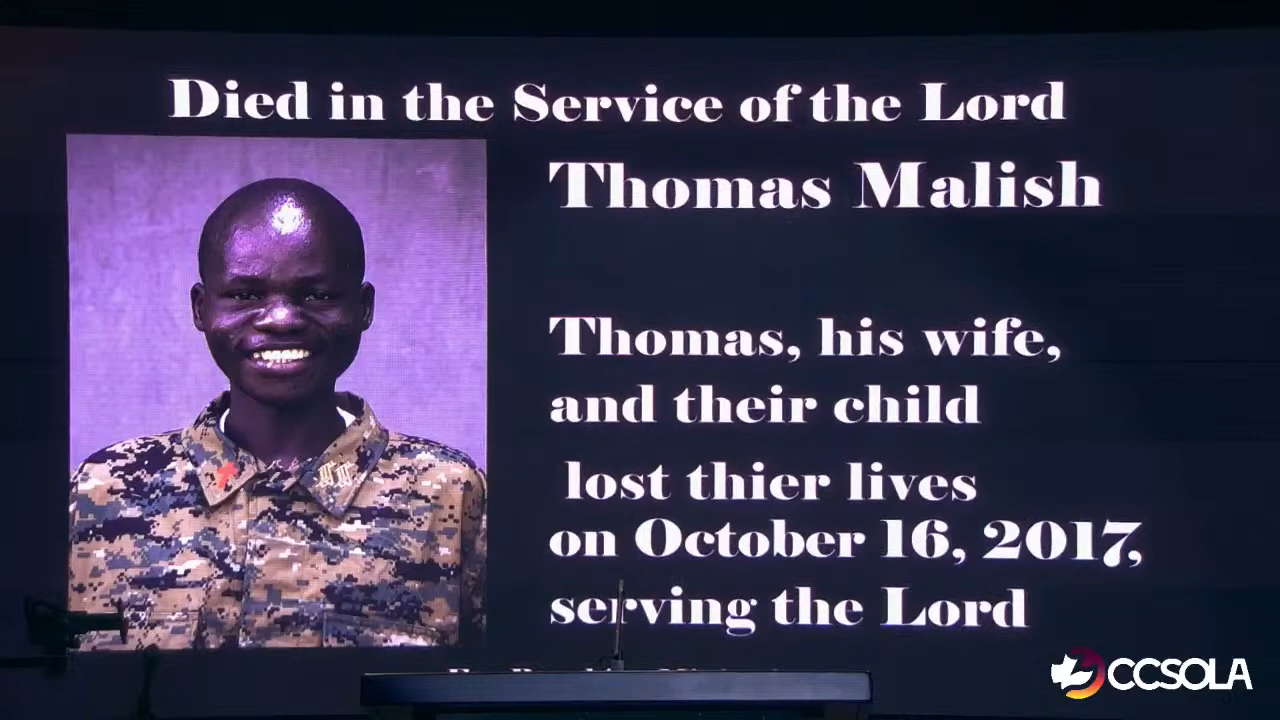 Died in the Service of the Lord
Thomas Malish
Thomas, his wife,
and their child
lost thier lives
on October 16, 2017,
serving the Lord
CCSOLA